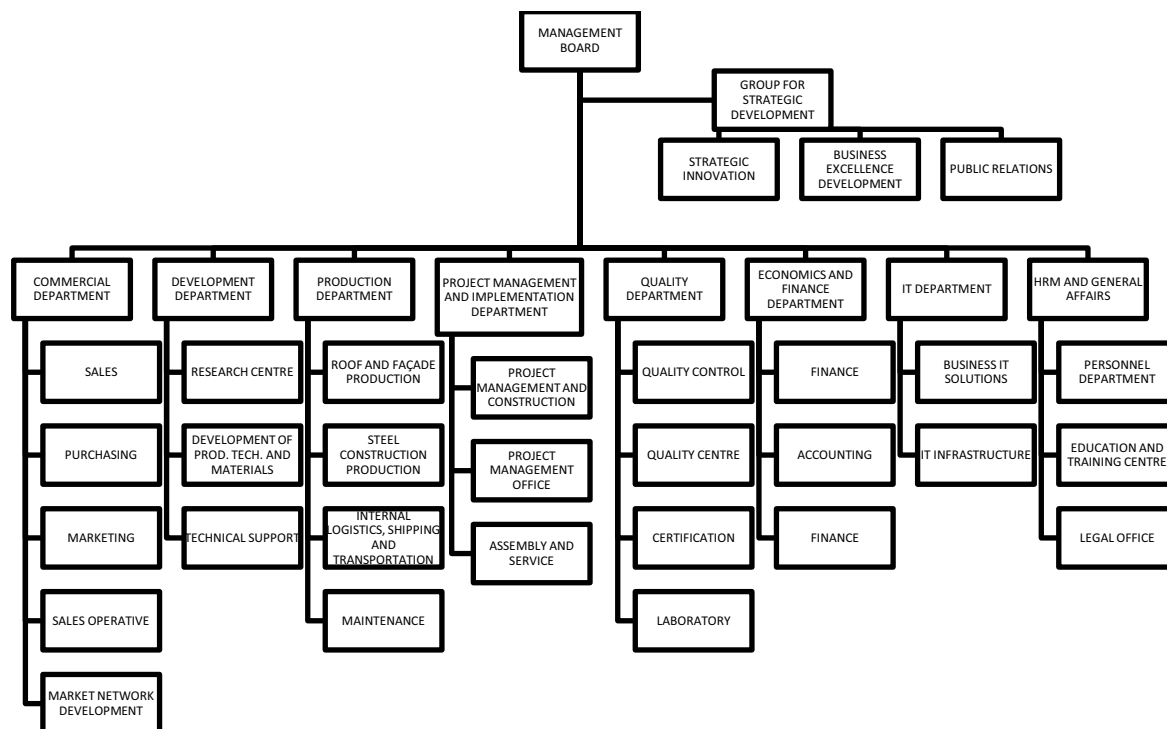 MANAGEMENT
BOARD
GROUP FOR
STRATEGIC
DEVELOPMENT
STRATEGIC
INNOVATION
BUSINESS
EXCELLENCE
DEVELOPMENT
PUBLIC RELATIONS
COMMERCIAL
DEPARTMENT
SALES
PURCHASING
MARKETING
SALES OPERATIVE
MARKET NETWORK
DEVELOPMENT
DEVELOPMENT
DEPARTMENT
RESEARCH CENTRE
DEVELOPMENT OF
PROD. TECH. AND
MATERIALS
TECHNICAL SUPPORT
PRODUCTION
DEPARTMENT
ROOF AND FAÇADE
PRODUCTION
STEEL
CONSTRUCTION
PRODUCTION
INTERNAL
LOGISTICS, SHIPPING
AND
TRANSPORTATION
MAINTENANCE
PROJECT MANAGEMENT
AND IMPLEMENTATION
DEPARTMENT
PROJECT
MANAGEMENT AND
CONSTRUCTION
PROJECT
MANAGEMENT
OFFICE
ASSEMBLY AND
SERVICE
QUALITY
DEPARTMENT
QUALITY CONTROL
QUALITY CENTRE
CERTIFICATION
LABORATORY
ECONOMICS AND
FINANCE
DEPARTMENT
FINANCE
ACCOUNTING
FINANCE
IT DEPARTMENT
BUSINESS IT
SOLUTIONS
IT INFRASTRUCTURE
HRM AND GENERAL
AFFAIRS
PERSONNEL
DEPARTMENT
EDUCATION AND
TRAINING CENTRE
LEGAL OFFICE